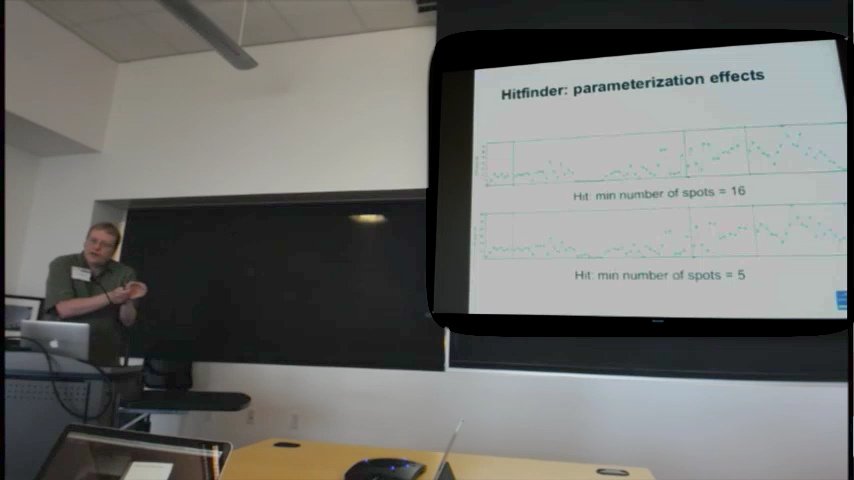 Hitfinder: parameterization effects
Hit: min number of spots = 16
Hit: min number of spots = 5